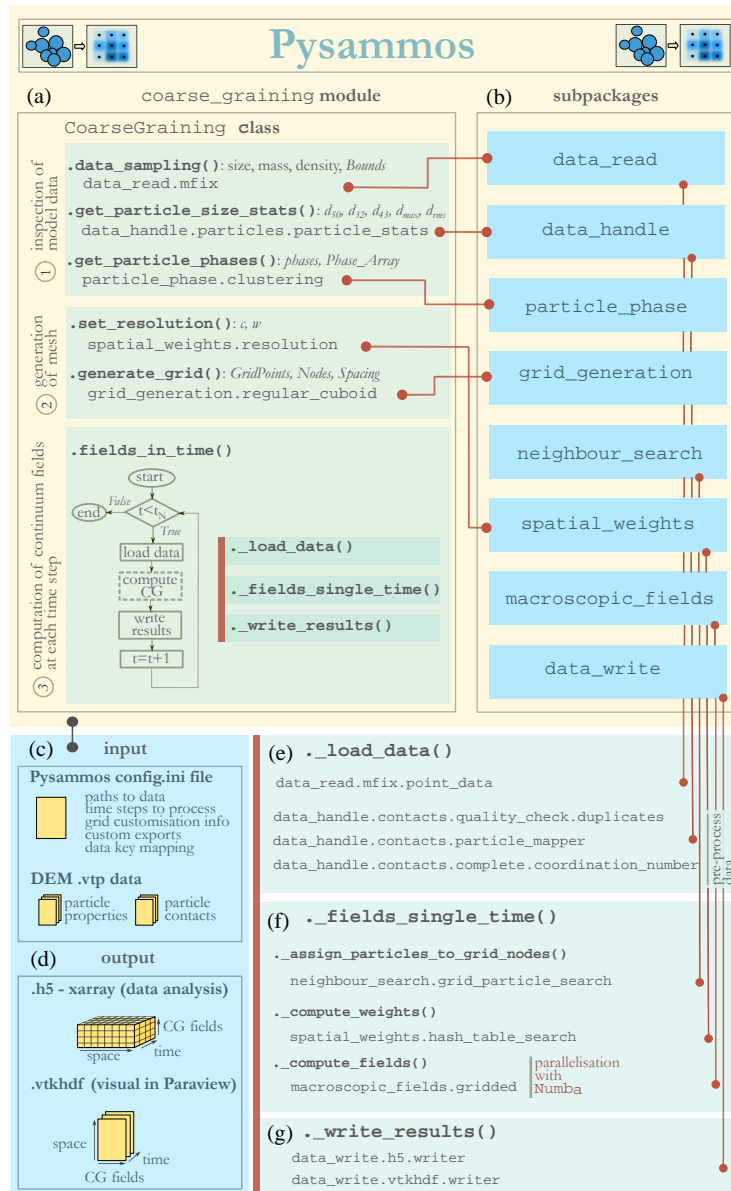 Pysammos
(a) coarse_graining module
CoarseGraining class
1 inspection of model data
.data_sampling(): size, mass, density, Bounds
data_read.mfix
.get_particle_size_stats(): d50, d32, d43, dmax, drms
data_handle.particles.particle_stats
.get_particle_phases(): phases, Phase_Array
particle_phase.clustering
2 generation of mesh
.set_resolution(): c, w
spatial_weights.resolution
.generate_grid(): GridPoints, Nodes, Spacing
grid_generation.regular_cuboid
3 computation of continuum fields at each time step
.fields_in_time()
start
t<tN
False
end
True
load data
compute CG
write results
t=t+1
._load_data()
._fields_single_time()
._write_results()
(b) subpackages
data_read
data_handle
particle_phase
grid_generation
neighbour_search
spatial_weights
macroscopic_fields
data_write
(c) input
Pysammos config.ini file
paths to data
time steps to process
grid customisation info
custom exports
data key mapping
DEM .vtp data
particle properties
particle contacts
(d) output
.h5 - xarray (data analysis)
CG fields
space
time
.vtkhdf (visual in Paraview)
space
time
CG fields
(e) ._load_data()
data_read.mfix.point_data
data_handle.contacts.quality_check.duplicates
data_handle.contacts.particle_mapper
data_handle.contacts.complete.coordination_number
pre-process data
(f) ._fields_single_time()
._assign_particles_to_grid_nodes()
neighbour_search.grid_particle_search
._compute_weights()
spatial_weights.hash_table_search
._compute_fields()
macroscopic_fields.gridded
parallelisation
with
Numba
(g) ._write_results()
data_write.h5.writer
data_write.vtkhdf.writer